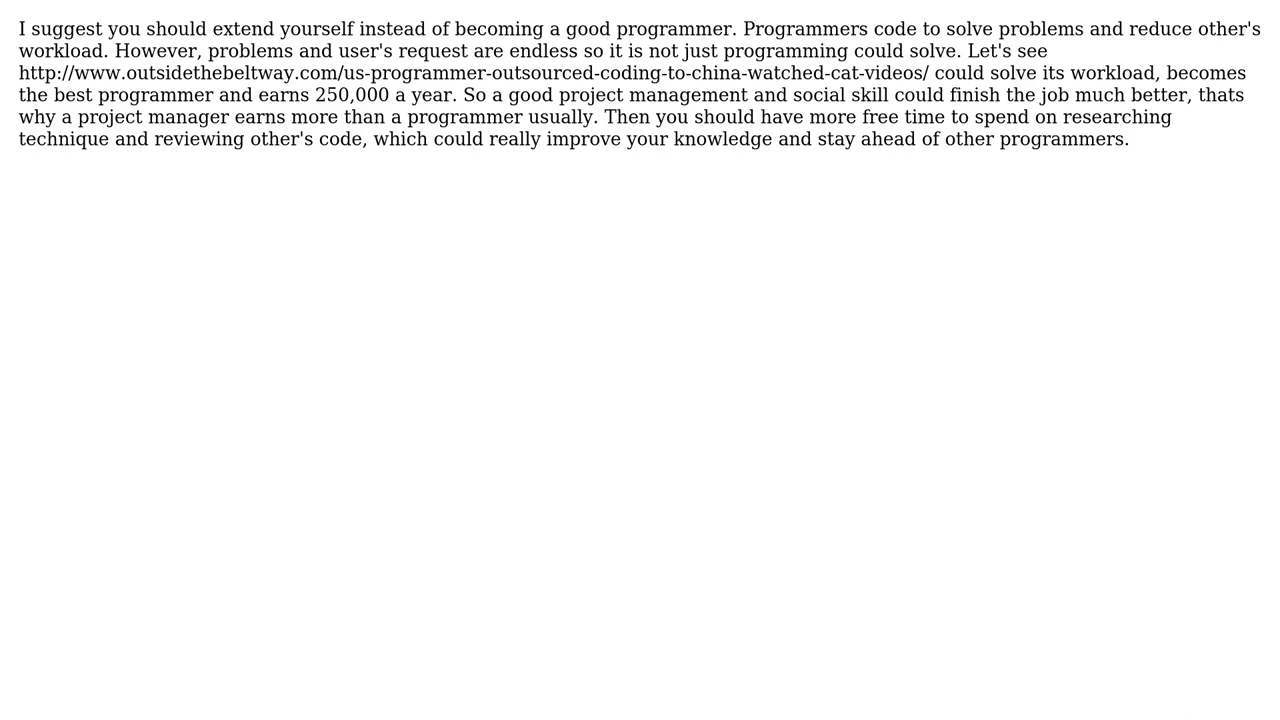 I suggest you should extend yourself instead of becoming a good programmer. Programmers code to solve problems and reduce other's
workload. However, problems and user's request are endless so it is not just programming could solve. Let's see
http://www.outsidethebeltway.com/us-programmer-outsourced-coding-to-china-watched-cat-videos/ could solve its workload, becomes
the best programmer and earns 250,000 a year. So a good project management and social skill could finish the job much better, thats
why a project manager earns more than a programmer usually. Then you should have more free time to spend on researching
technique and reviewing other's code, which could really improve your knowledge and stay ahead of other programmers.